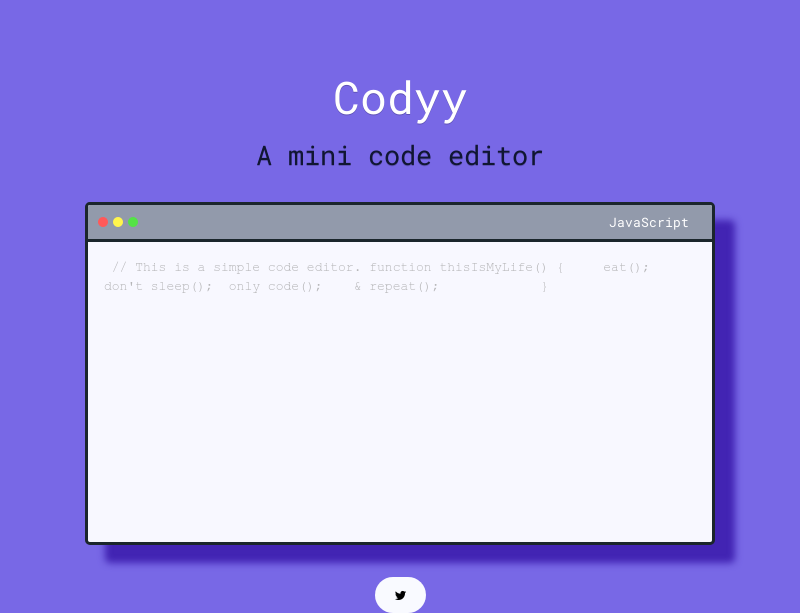 Codyy
A mini code editor
JavaScript
// This is a simple code editor. function thisIsMyLife() {     eat();
don't sleep();  only code();    & repeat();             }